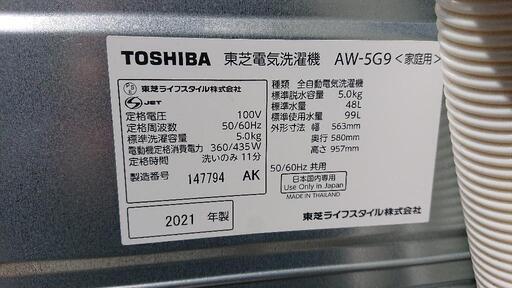 TOSHIBA 東芝電気洗濯機 AW-5G9 <家庭用>
東芝ライフスタイル株式会社
S JET
定格電圧 100V
定格周波数 50/60Hz
標準洗濯容量 5.0kg
電動機定格消費電力 360/435W
定格時間 洗いのみ 11分
製造番号 147794 AK
2021 年製
種類 全自動電気洗濯機
標準脱水容量 5.0kg
標準水量 48L
標準使用水量 99L
外形寸法 幅 563mm
奥行 580mm
高さ 957mm
50/60Hz 共用
日本国内専用
Use Only in Japan
MADE IN THAILAND
東芝ライフスタイル株式会社